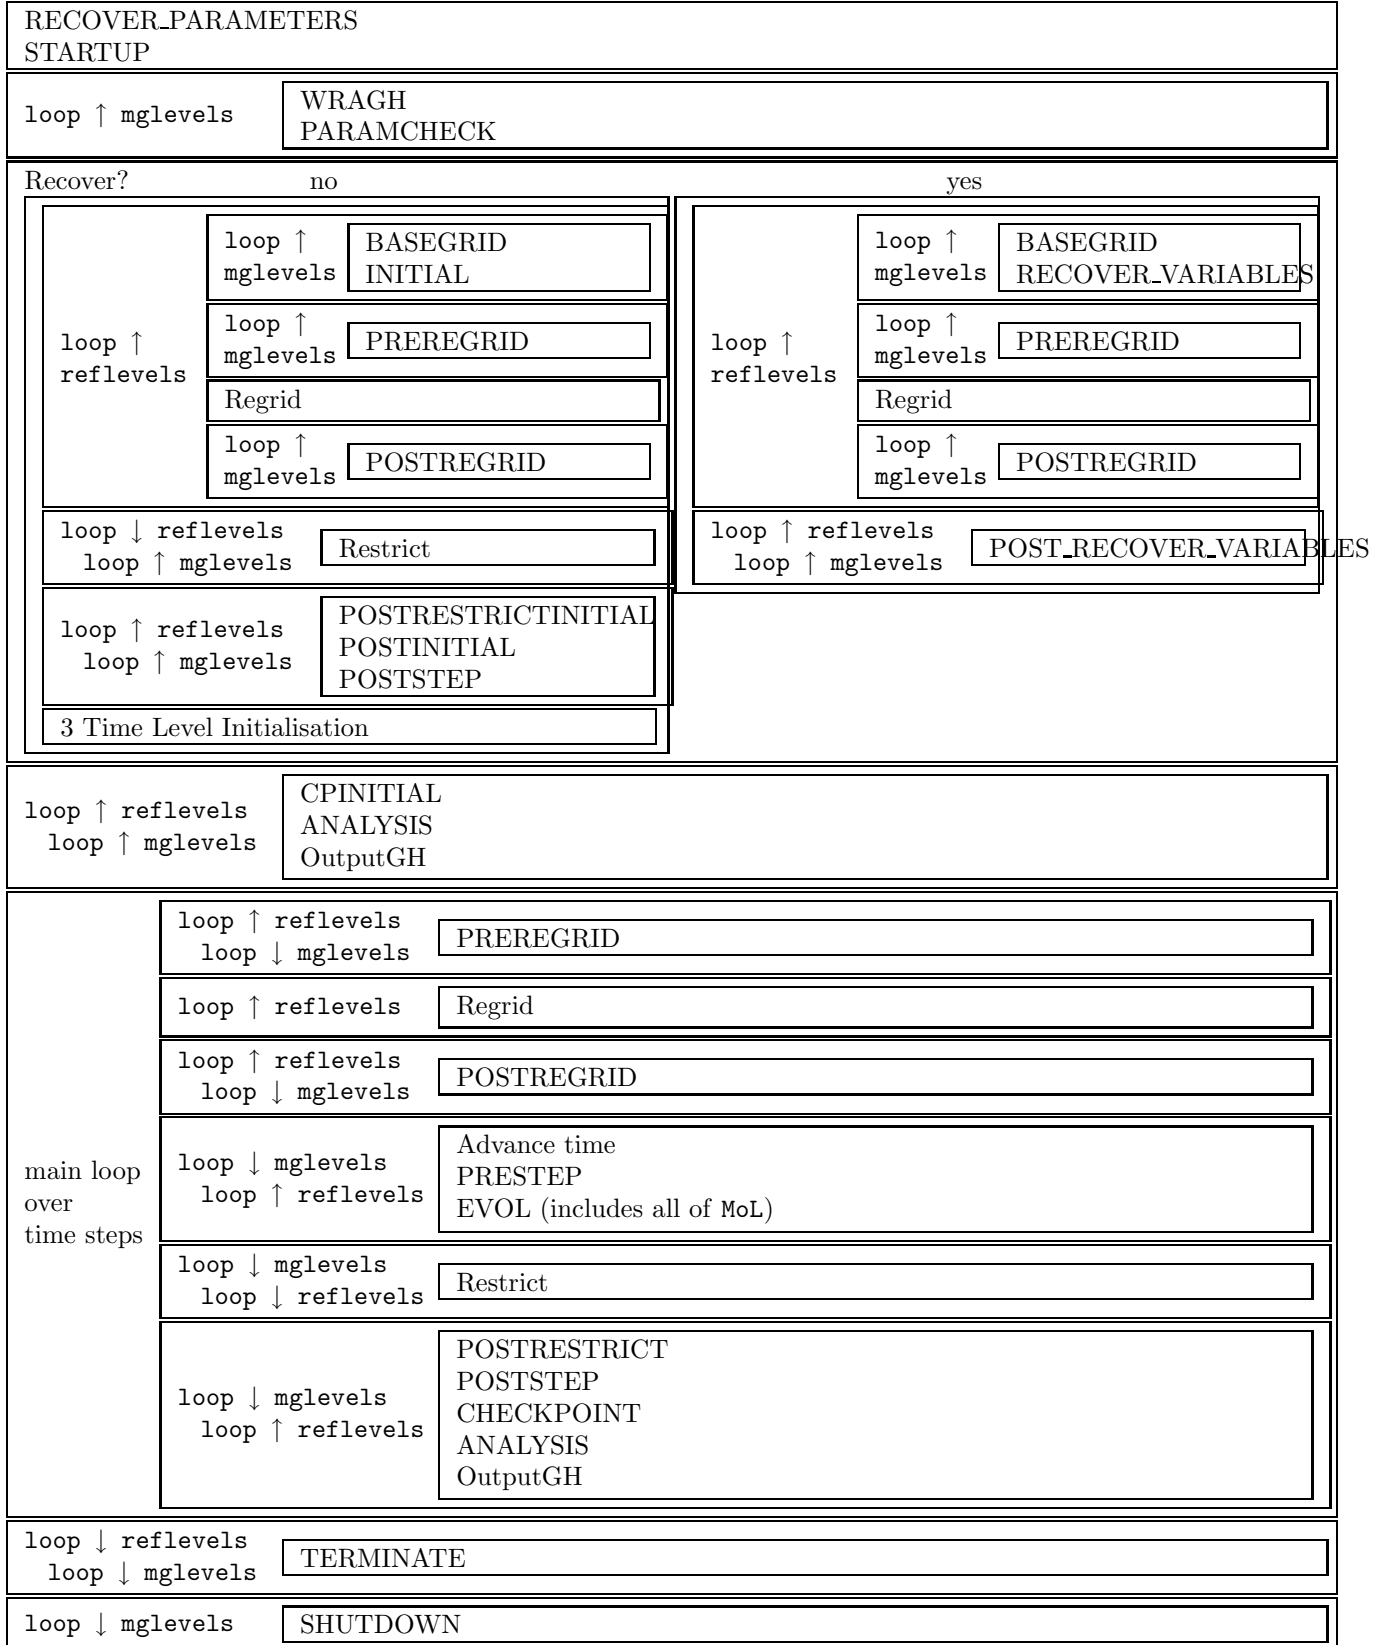 RECOVER_PARAMETERS
STARTUP
loop ↑ mglevels
WRAGH
PARAMCHECK
Recover?
no
yes
loop ↑
reflevels
loop ↑
mglevels
BASEGRID
INITIAL
loop ↑
mglevels
PREREGRID
Regrid
loop ↑
mglevels
POSTREGRID
loop ↓ reflevels
loop ↑ mglevels
Restrict
loop ↑ reflevels
loop ↑ mglevels
POSTRESTRICTINITIAL
POSTINITIAL
POSTSTEP
3 Time Level Initialisation
loop ↑
reflevels
loop ↑
mglevels
BASEGRID
RECOVER_VARIABLES
loop ↑
mglevels
PREREGRID
Regrid
loop ↑
mglevels
POSTREGRID
loop ↑ reflevels
loop ↑ mglevels
POST_RECOVER_VARIABLES
loop ↑ reflevels
loop ↑ mglevels
CPINITIAL
ANALYSIS
OutputGH
main loop
over
time steps
loop ↑ reflevels
loop ↓ mglevels
PREREGRID
loop ↑ reflevels
Regrid
loop ↑ reflevels
loop ↓ mglevels
POSTREGRID
loop ↓ mglevels
loop ↑ reflevels
Advance time
PRESTEP
EVOL (includes all of MoL)
loop ↓ mglevels
loop ↓ reflevels
Restrict
loop ↓ mglevels
loop ↑ reflevels
POSTRESTRICT
POSTSTEP
CHECKPOINT
ANALYSIS
OutputGH
loop ↓ reflevels
loop ↓ mglevels
TERMINATE
loop ↓ mglevels
SHUTDOWN